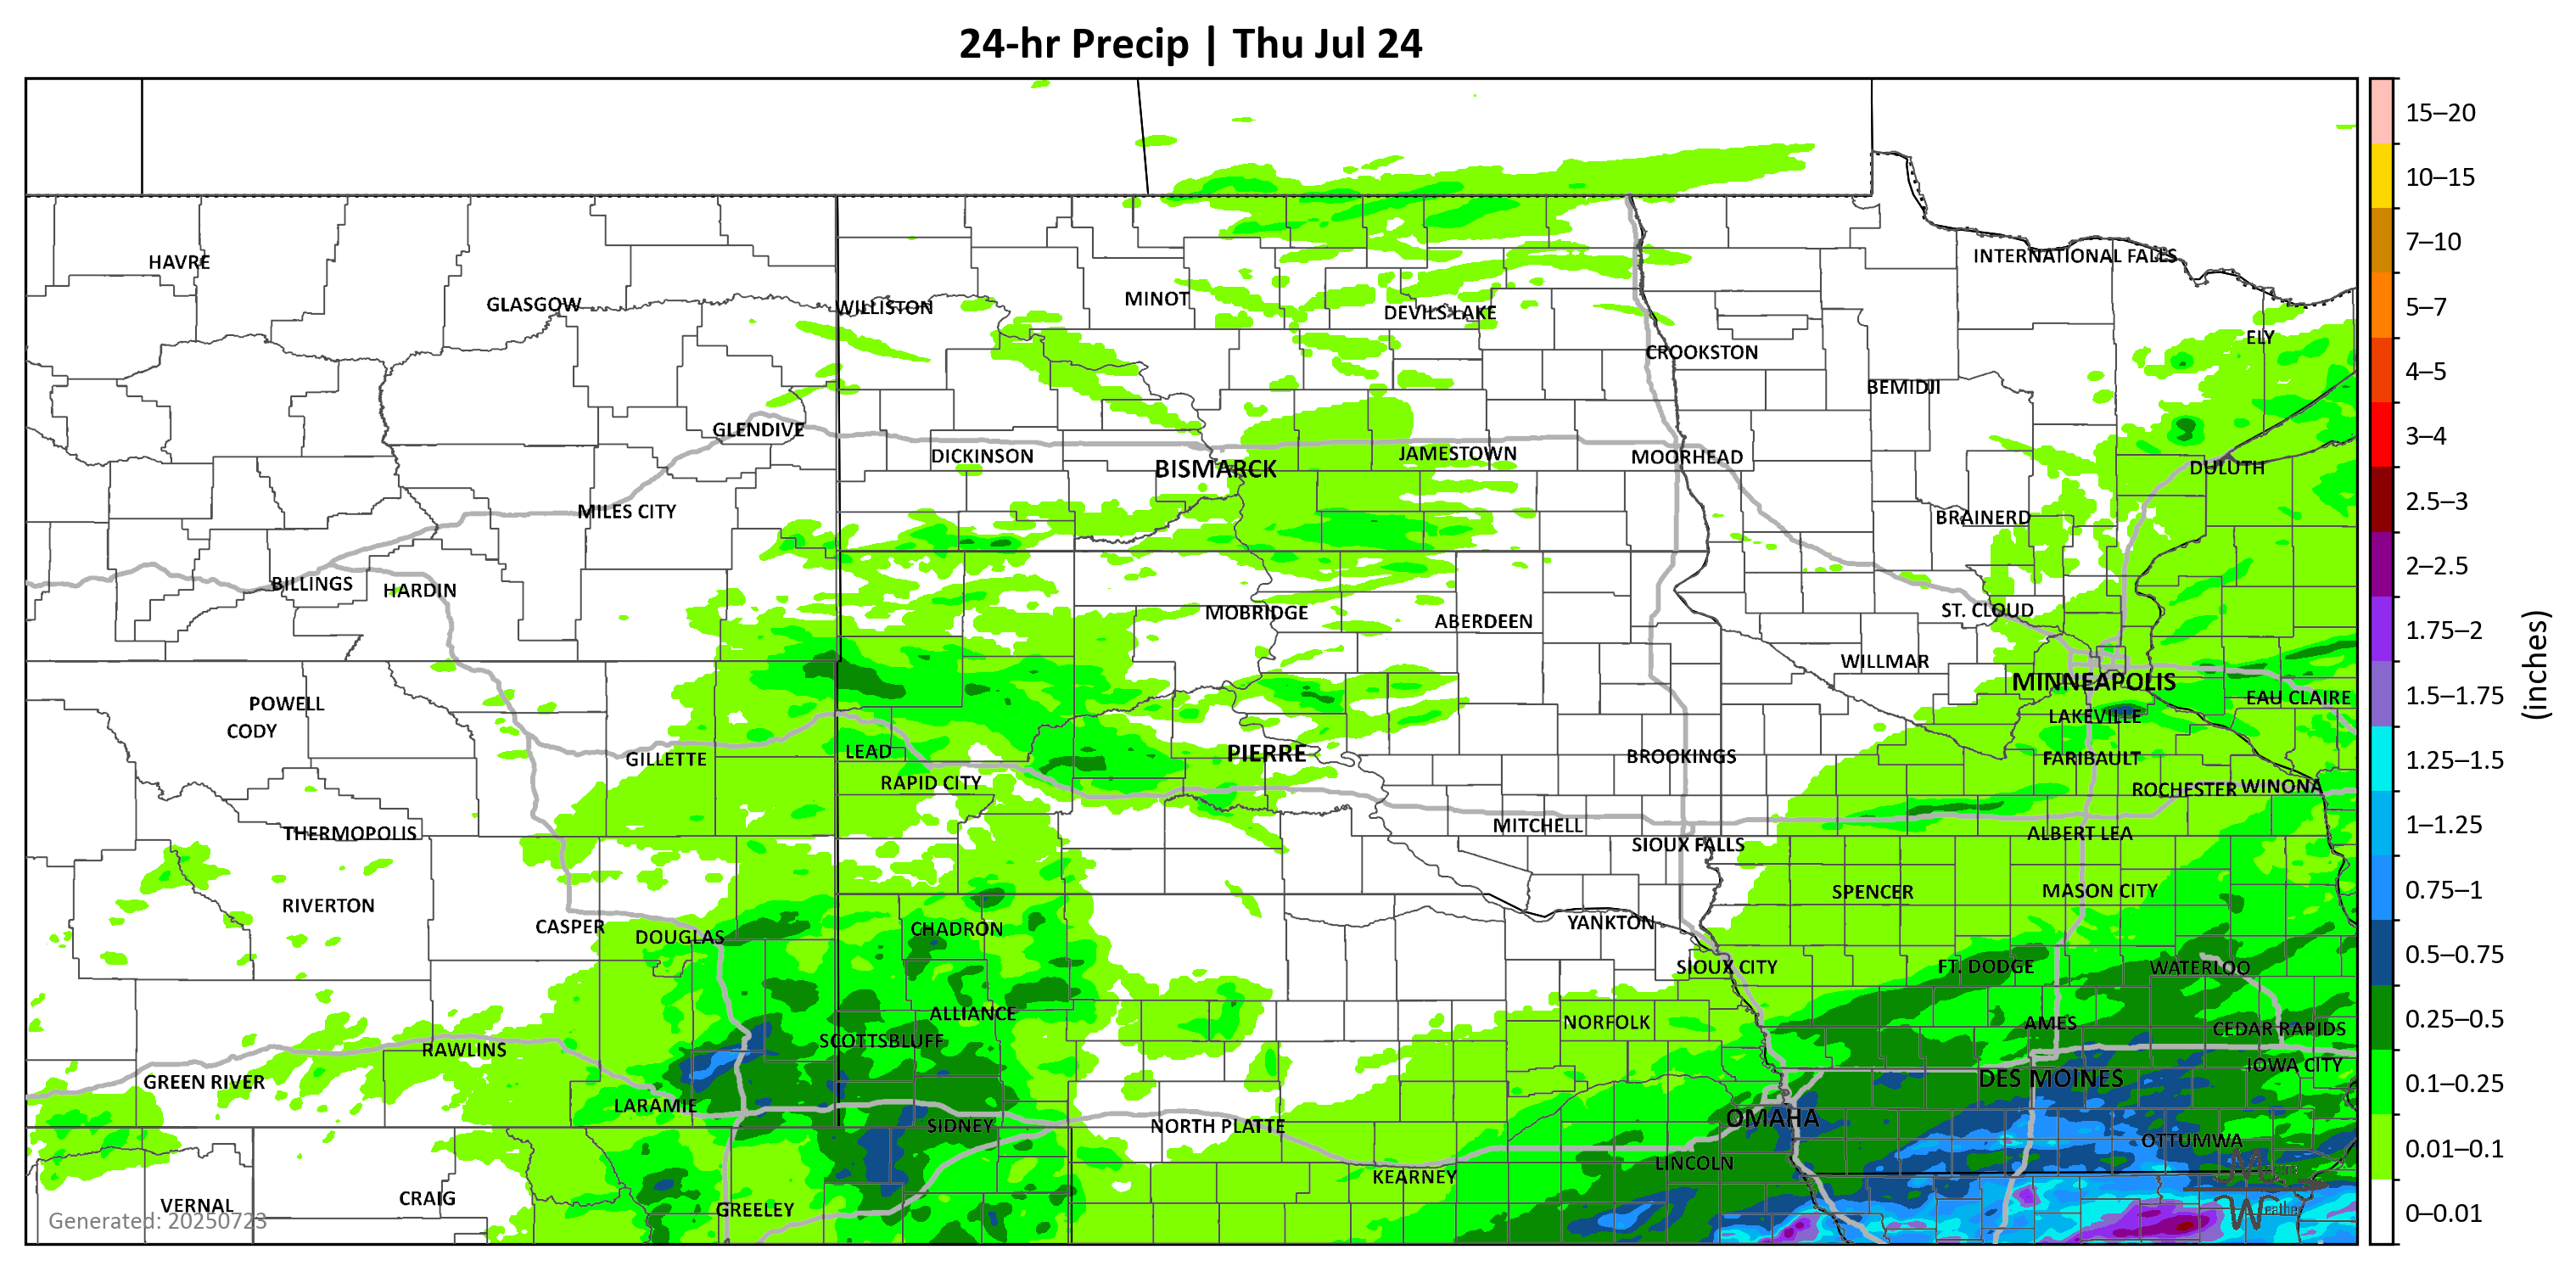 24-hr Precip | Thu Jul 24
HAVRE
INTERNATIONAL FALLS
GLASGOW
WILLISTON
MINOT
DEVILS LAKE
ELY
CROOKSTON
BEMIDJI
GLENDIVE
DICKINSON
BISMARCK
JAMESTOWN
MOORHEAD
DULUTH
MILES CITY
BRAINERD
BILLINGS
HARDIN
MOBRIDGE
ABERDEEN
ST. CLOUD
WILLMAR
MINNEAPOLIS
EAU CLAIRE
POWELL
CODY
LAKEVILLE
GILLETTE
LEAD
PIERRE
BROOKINGS
FARIBAULT
RAPID CITY
ROCHESTER
WINONA
THERMOPOLIS
MITCHELL
ALBERT LEA
SIOUX FALLS
RIVERTON
SPENCER
MASON CITY
CASPER
DOUGLAS
CHADRON
YANKTON
SIOUX CITY
FT. DODGE
WATERLOO
ALLIANCE
NORFOLK
AMES
CEDAR RAPIDS
RAWLINS
SCOTTSBLUFF
IOWA CITY
GREEN RIVER
DES MOINES
LARAMIE
SIDNEY
NORTH PLATTE
OMAHA
OTTUMWA
LINCOLN
KEARNEY
VERNAL
CRAIG
GREELEY
Weather
Generated: 20250723
15–20
10–15
7–10
5–7
4–5
3–4
2.5–3
2–2.5
1.75–2
1.5–1.75
1.25–1.5
1–1.25
0.75–1
0.5–0.75
0.25–0.5
0.1–0.25
0.01–0.1
0–0.01
(inches)